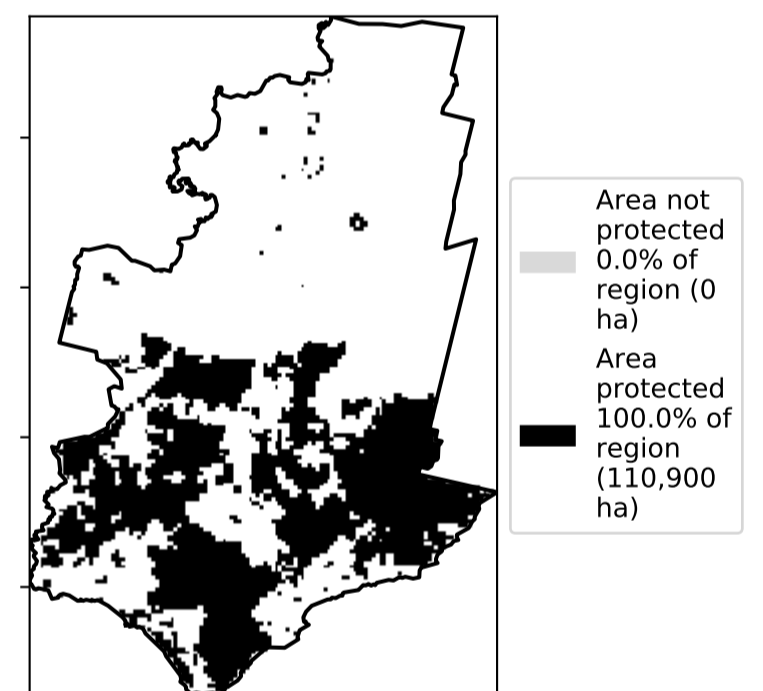 Area not
protected
0.0% of
region (0
ha)
Area
protected
100.0% of
region
(110,900
ha)